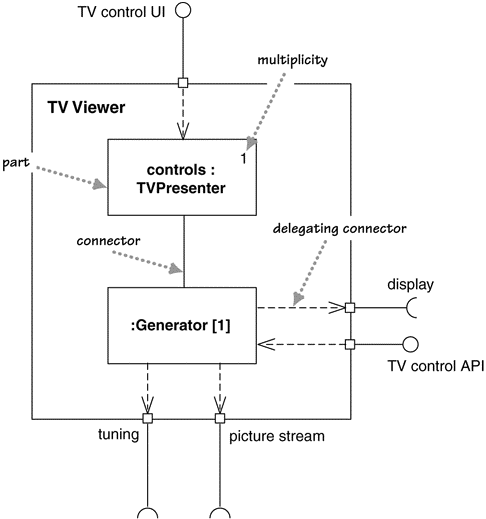 TV control UI
multiplicity
TV Viewer
1
controls :
TVPresenter
part
connector
delegating connector
display
:Generator [1]
TV control API
tuning
picture stream